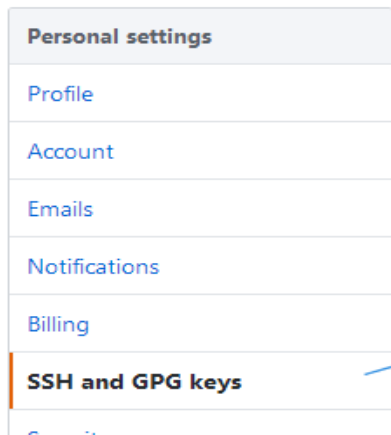 Personal settings
Profile
Account
Emails
Notifications
Billing
SSH and GPG keys